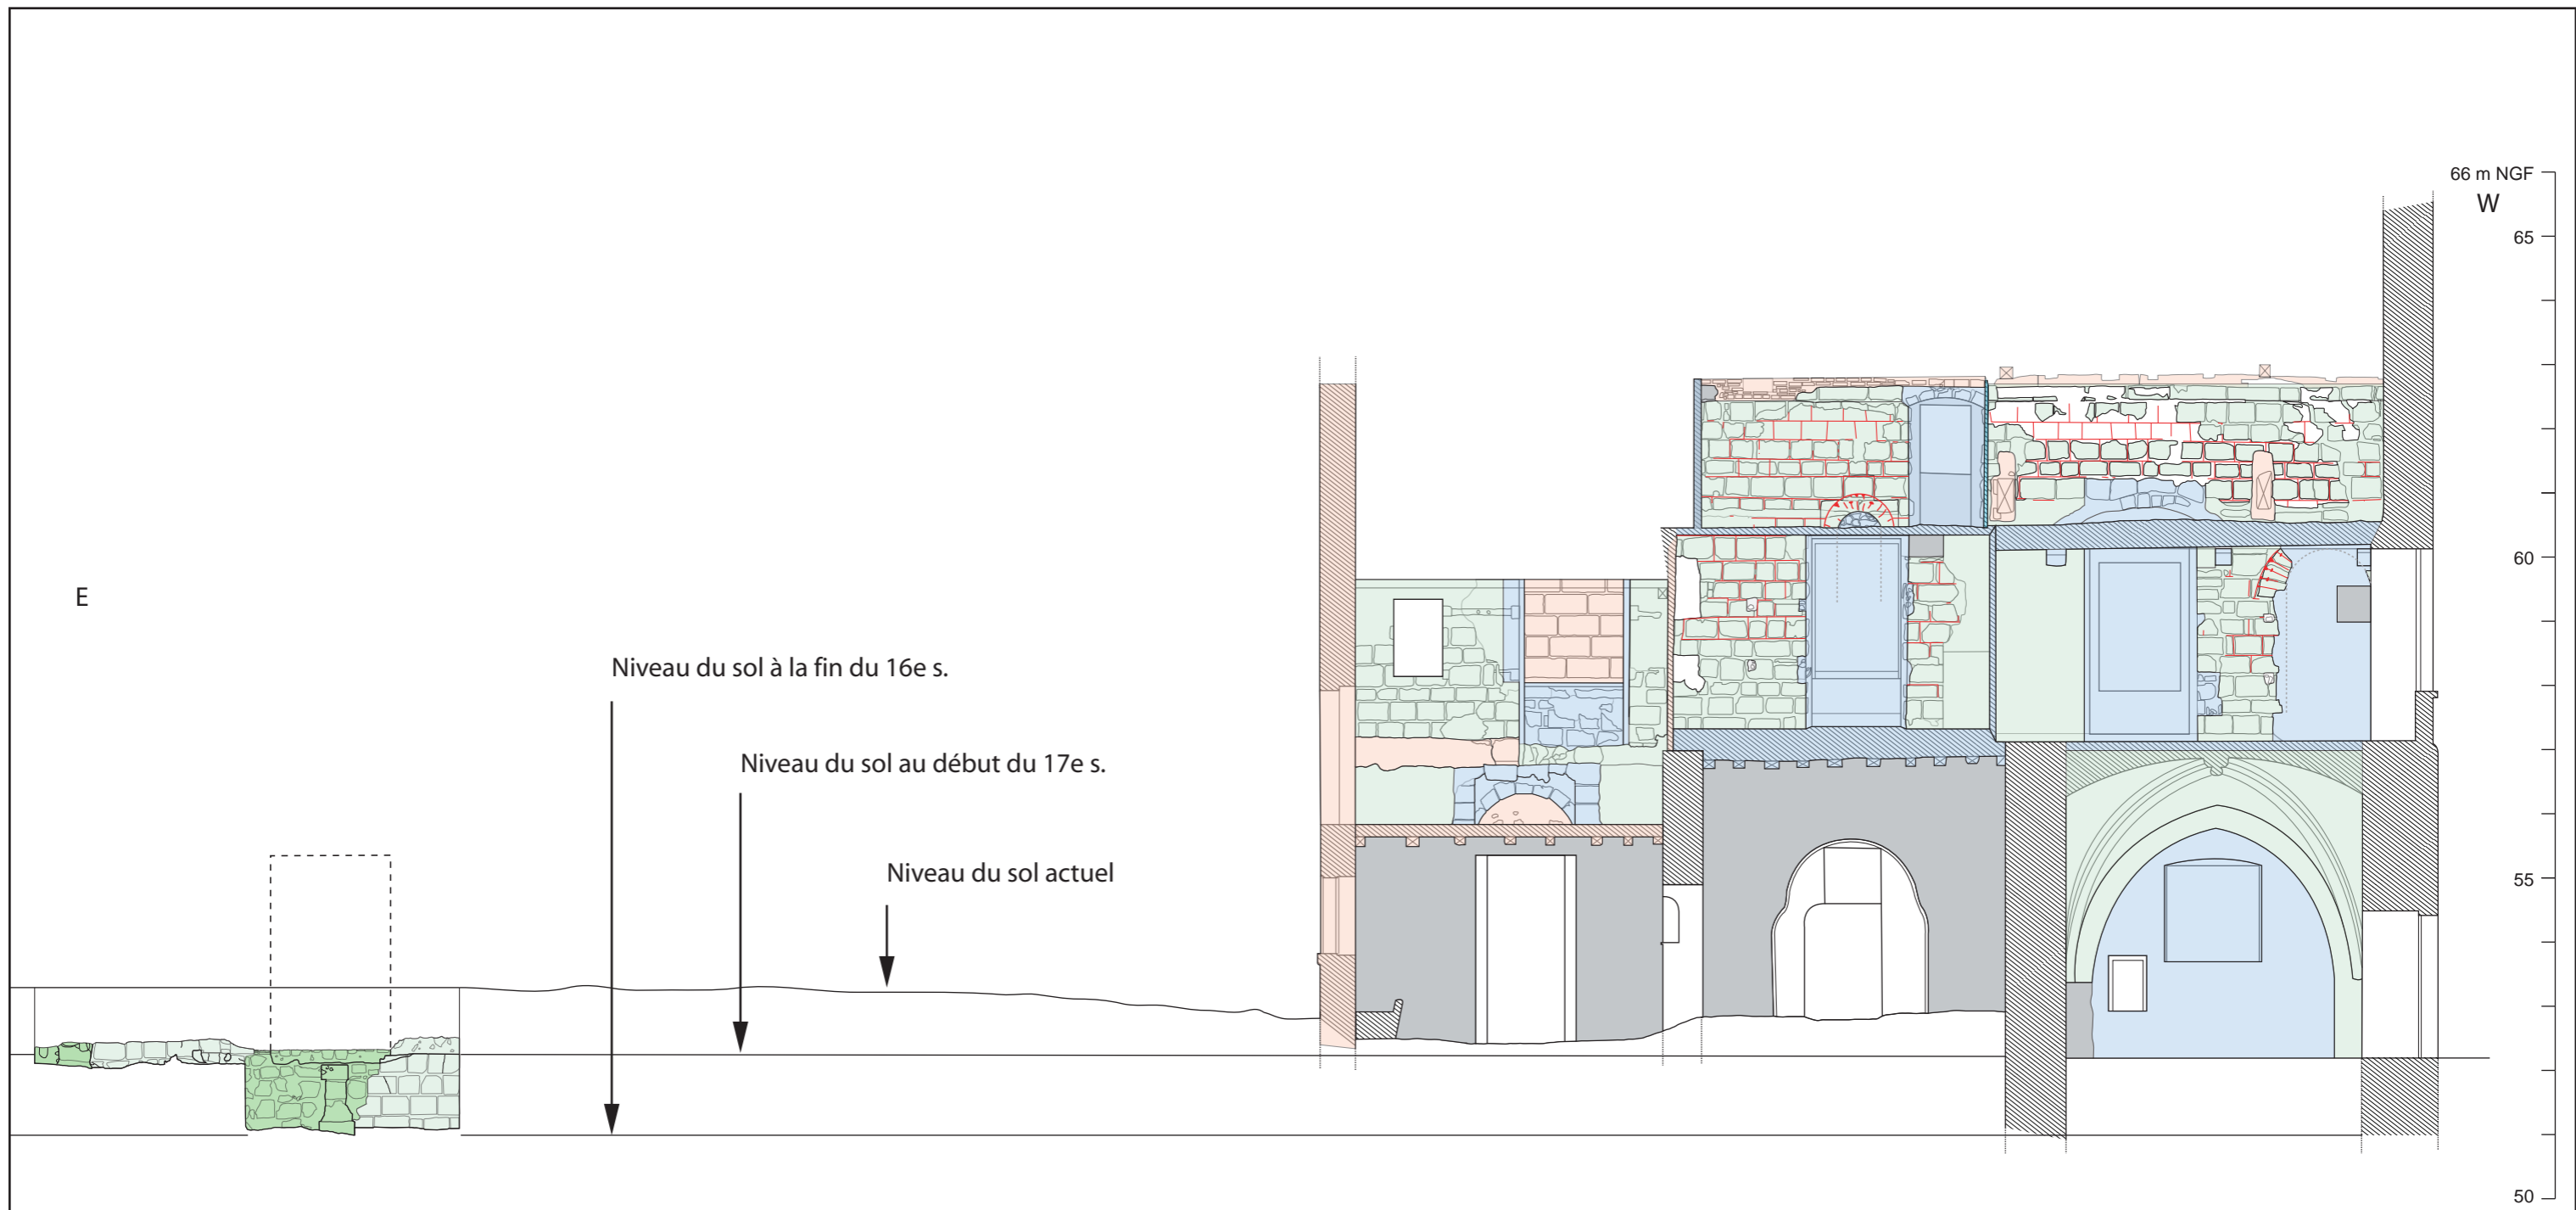 66 m NGF
W
65
60
E
Niveau du sol à la fin du 16e s.
Niveau du sol au début du 17e s.
Niveau du sol actuel
55
50